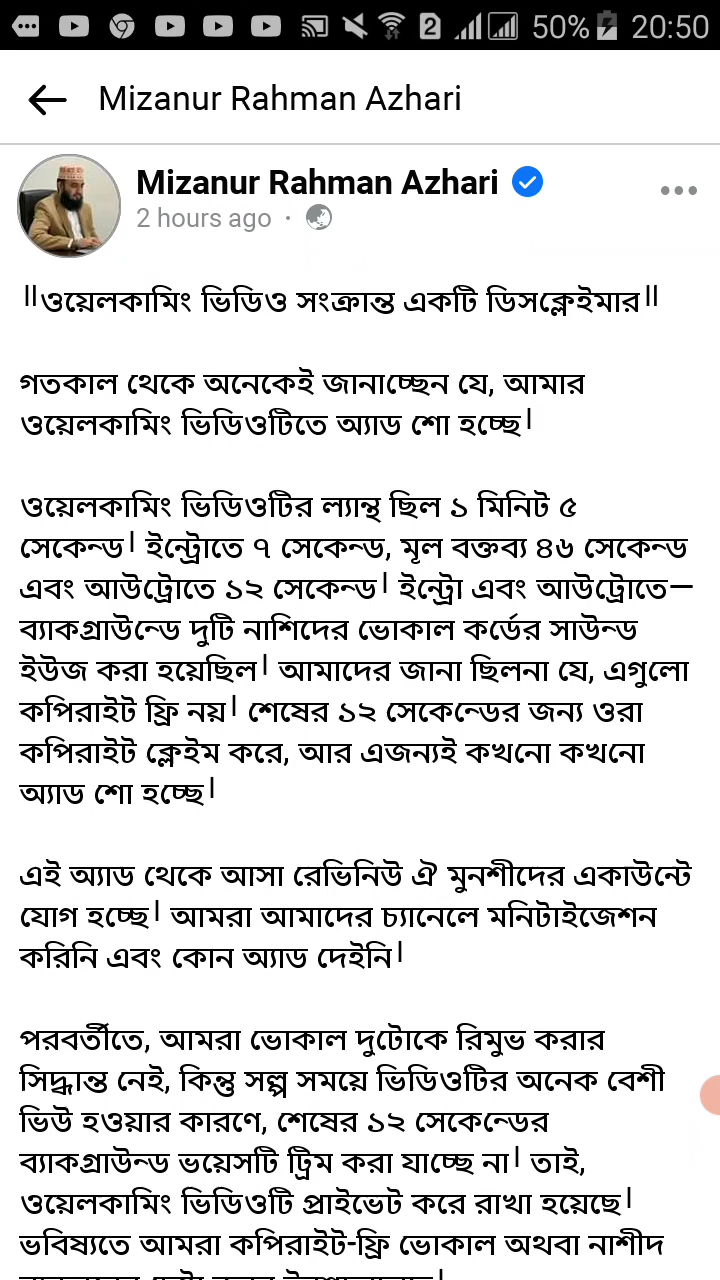 2 50% 20:50
Mizanur Rahman Azhari
Mizanur Rahman Azhari
2 hours ago ·
॥ওয়েলকামিং ভিডিও সংক্রান্ত একটি ডিসক্লেইমার॥
গতকাল থেকে অনেকেই জানাচ্ছেন যে, আমার
ওয়েলকামিং ভিডিওটিতে অ্যাড শো হচ্ছে।
ওয়েলকামিং ভিডিওটির ল্যান্থ ছিল ১ মিনিট ৫
সেকেন্ড। ইন্ট্রোতে ৭ সেকেন্ড, মূল বক্তব্য ৪৬ সেকেন্ড
এবং আউট্রোতে ১২ সেকেন্ড। ইন্ট্রো এবং আউট্রোতে—
ব্যাকগ্রাউন্ডে দুটি নাশিদের ভোকাল কর্ডের সাউন্ড
ইউজ করা হয়েছিল। আমাদের জানা ছিলনা যে, এগুলো
কপিরাইট ফ্রি নয়। শেষের ১২ সেকেন্ডের জন্য ওরা
কপিরাইট ক্লেইম করে, আর এজন্যই কখনো কখনো
অ্যাড শো হচ্ছে।
এই অ্যাড থেকে আসা রেভিনিউ ঐ মুনশীদের একাউন্টে
যোগ হচ্ছে। আমরা আমাদের চ্যানেলে মনিটাইজেশন
করিনি এবং কোন অ্যাড দেইনি।
পরবর্তীতে, আমরা ভোকাল দুটোকে রিমুভ করার
সিদ্ধান্ত নেই, কিন্তু সল্প সময়ে ভিডিওটির অনেক বেশী
ভিউ হওয়ার কারণে, শেষের ১২ সেকেন্ডের
ব্যাকগ্রাউন্ড ভয়েসটি ট্রিম করা যাচ্ছে না। তাই,
ওয়েলকামিং ভিডিওটি প্রাইভেট করে রাখা হয়েছে।
ভবিষ্যতে আমরা কপিরাইট-ফ্রি ভোকাল অথবা নাশীদ